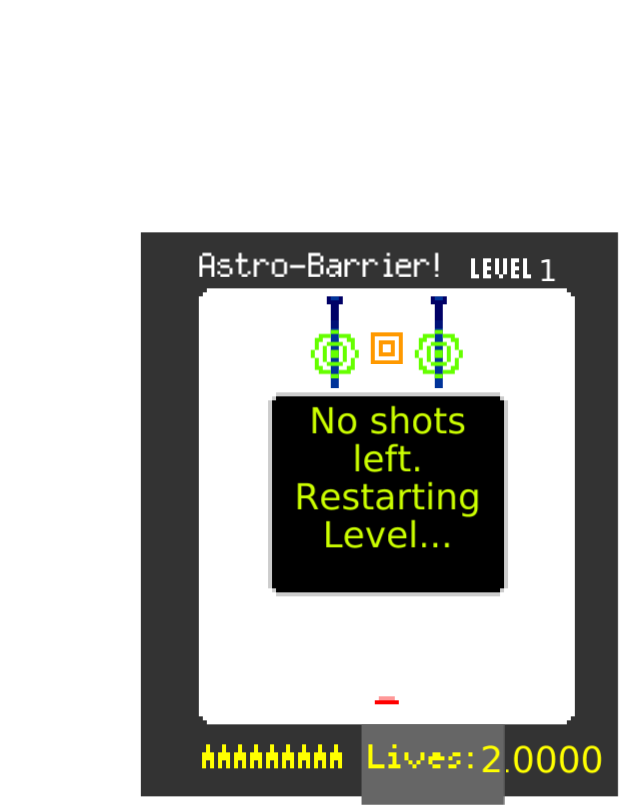 Astro-Barrier! LEVEL 1
No shots
left.
Restarting
Level...
Lives:2.0000